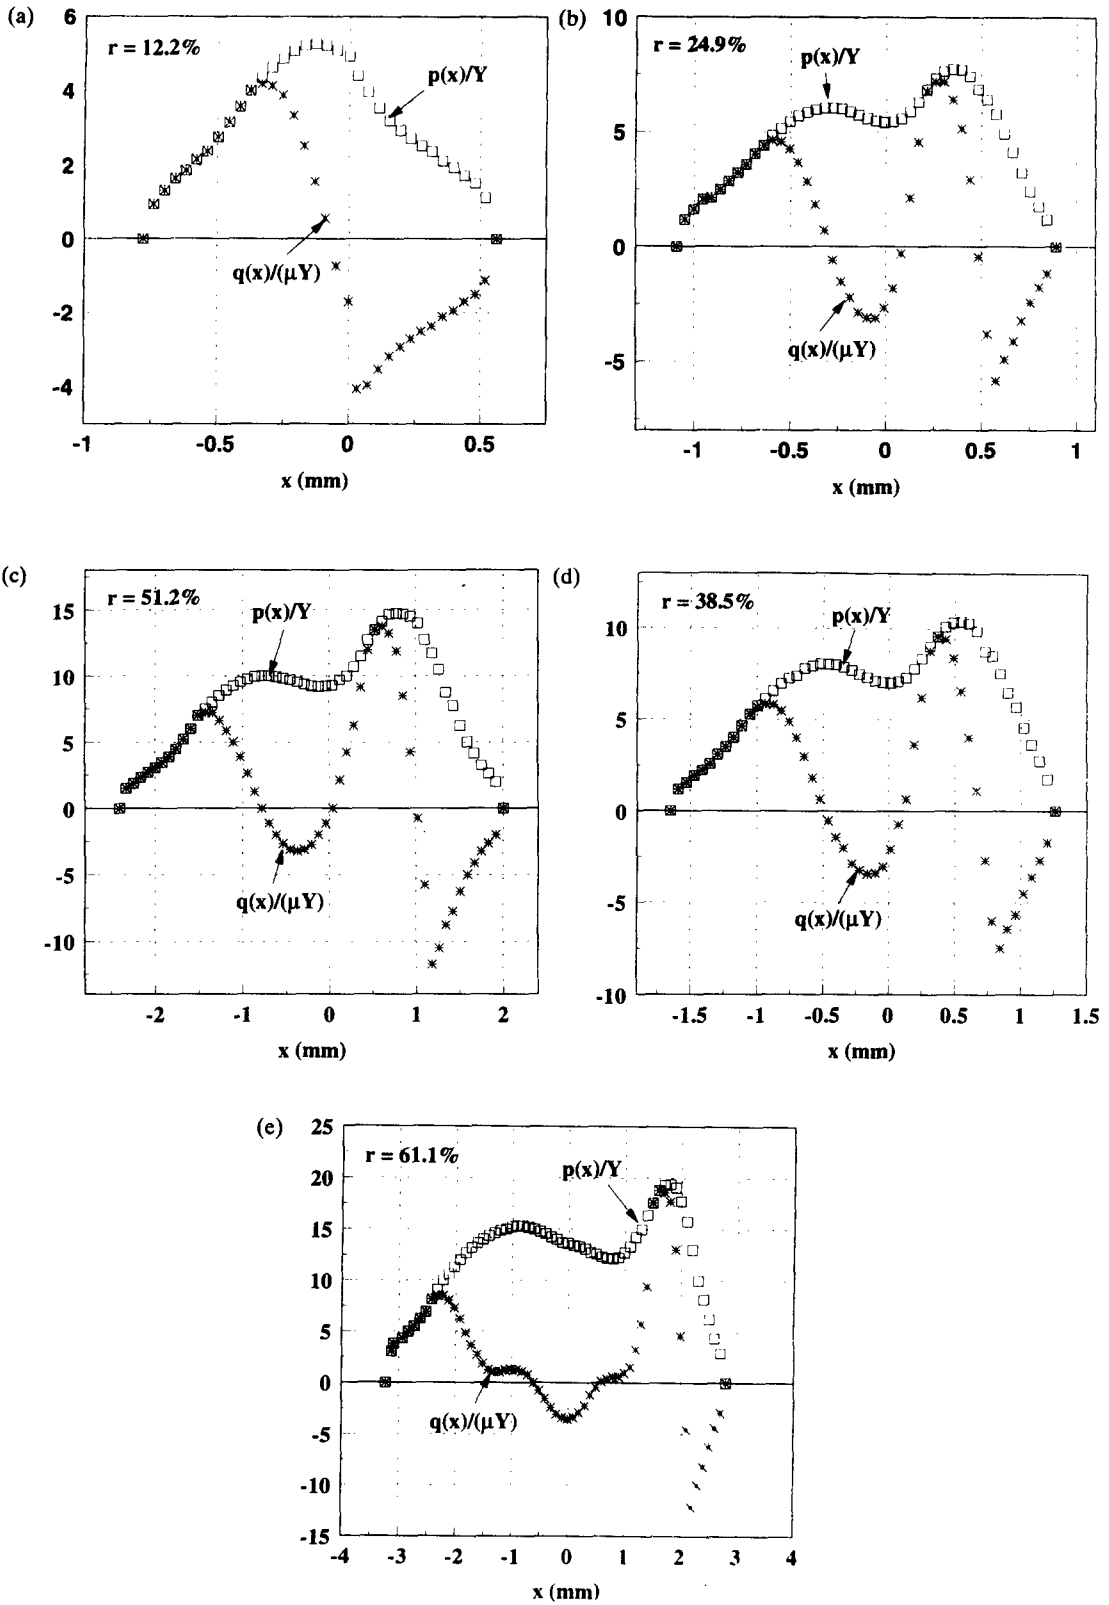 (a)
6
4
2
0
-2
-4
r = 12.2%
p(x)/Y
q(x)/(μY)
-1
-0.5
0
0.5
x (mm)
(b)
10
5
0
-5
r = 24.9%
p(x)/Y
q(x)/(μY)
-1
-0.5
0
0.5
1
x (mm)
(c)
15
10
5
0
-5
-10
r = 51.2%
p(x)/Y
q(x)/(μY)
-2
-1
0
1
2
x (mm)
(d)
10
5
0
-5
-10
r = 38.5%
p(x)/Y
q(x)/(μY)
-1.5
-1
-0.5
0
0.5
1
1.5
x (mm)
(e)
25
20
15
10
5
0
-5
-10
-15
r = 61.1%
p(x)/Y
q(x)/(μY)
-4
-3
-2
-1
0
1
2
3
4
x (mm)